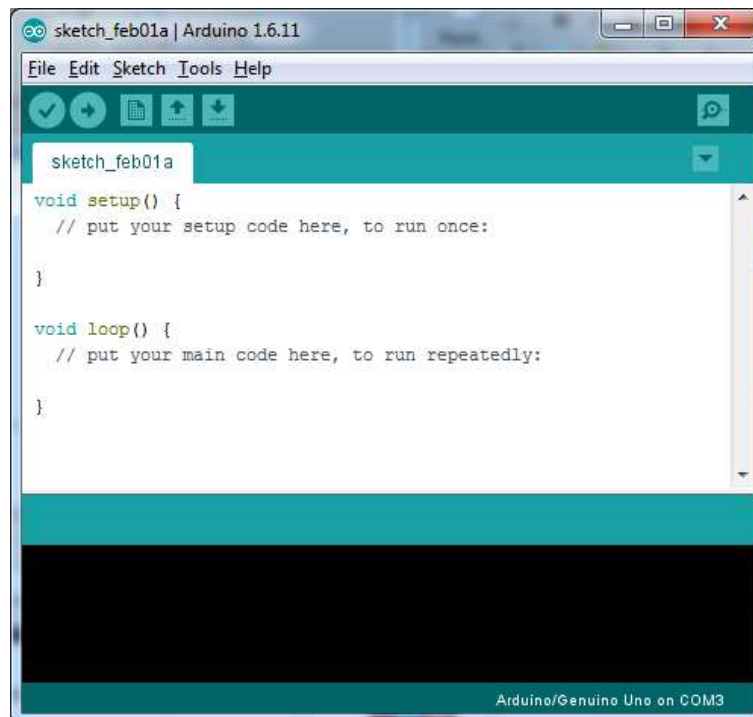 sketch_feb01a | Arduino 1.6.11
File Edit Sketch Tools Help
sketch_feb01a
void setup() {
  // put your setup code here, to run once:
}
void loop() {
  // put your main code here, to run repeatedly:
}
Arduino/Genuino Uno on COM3